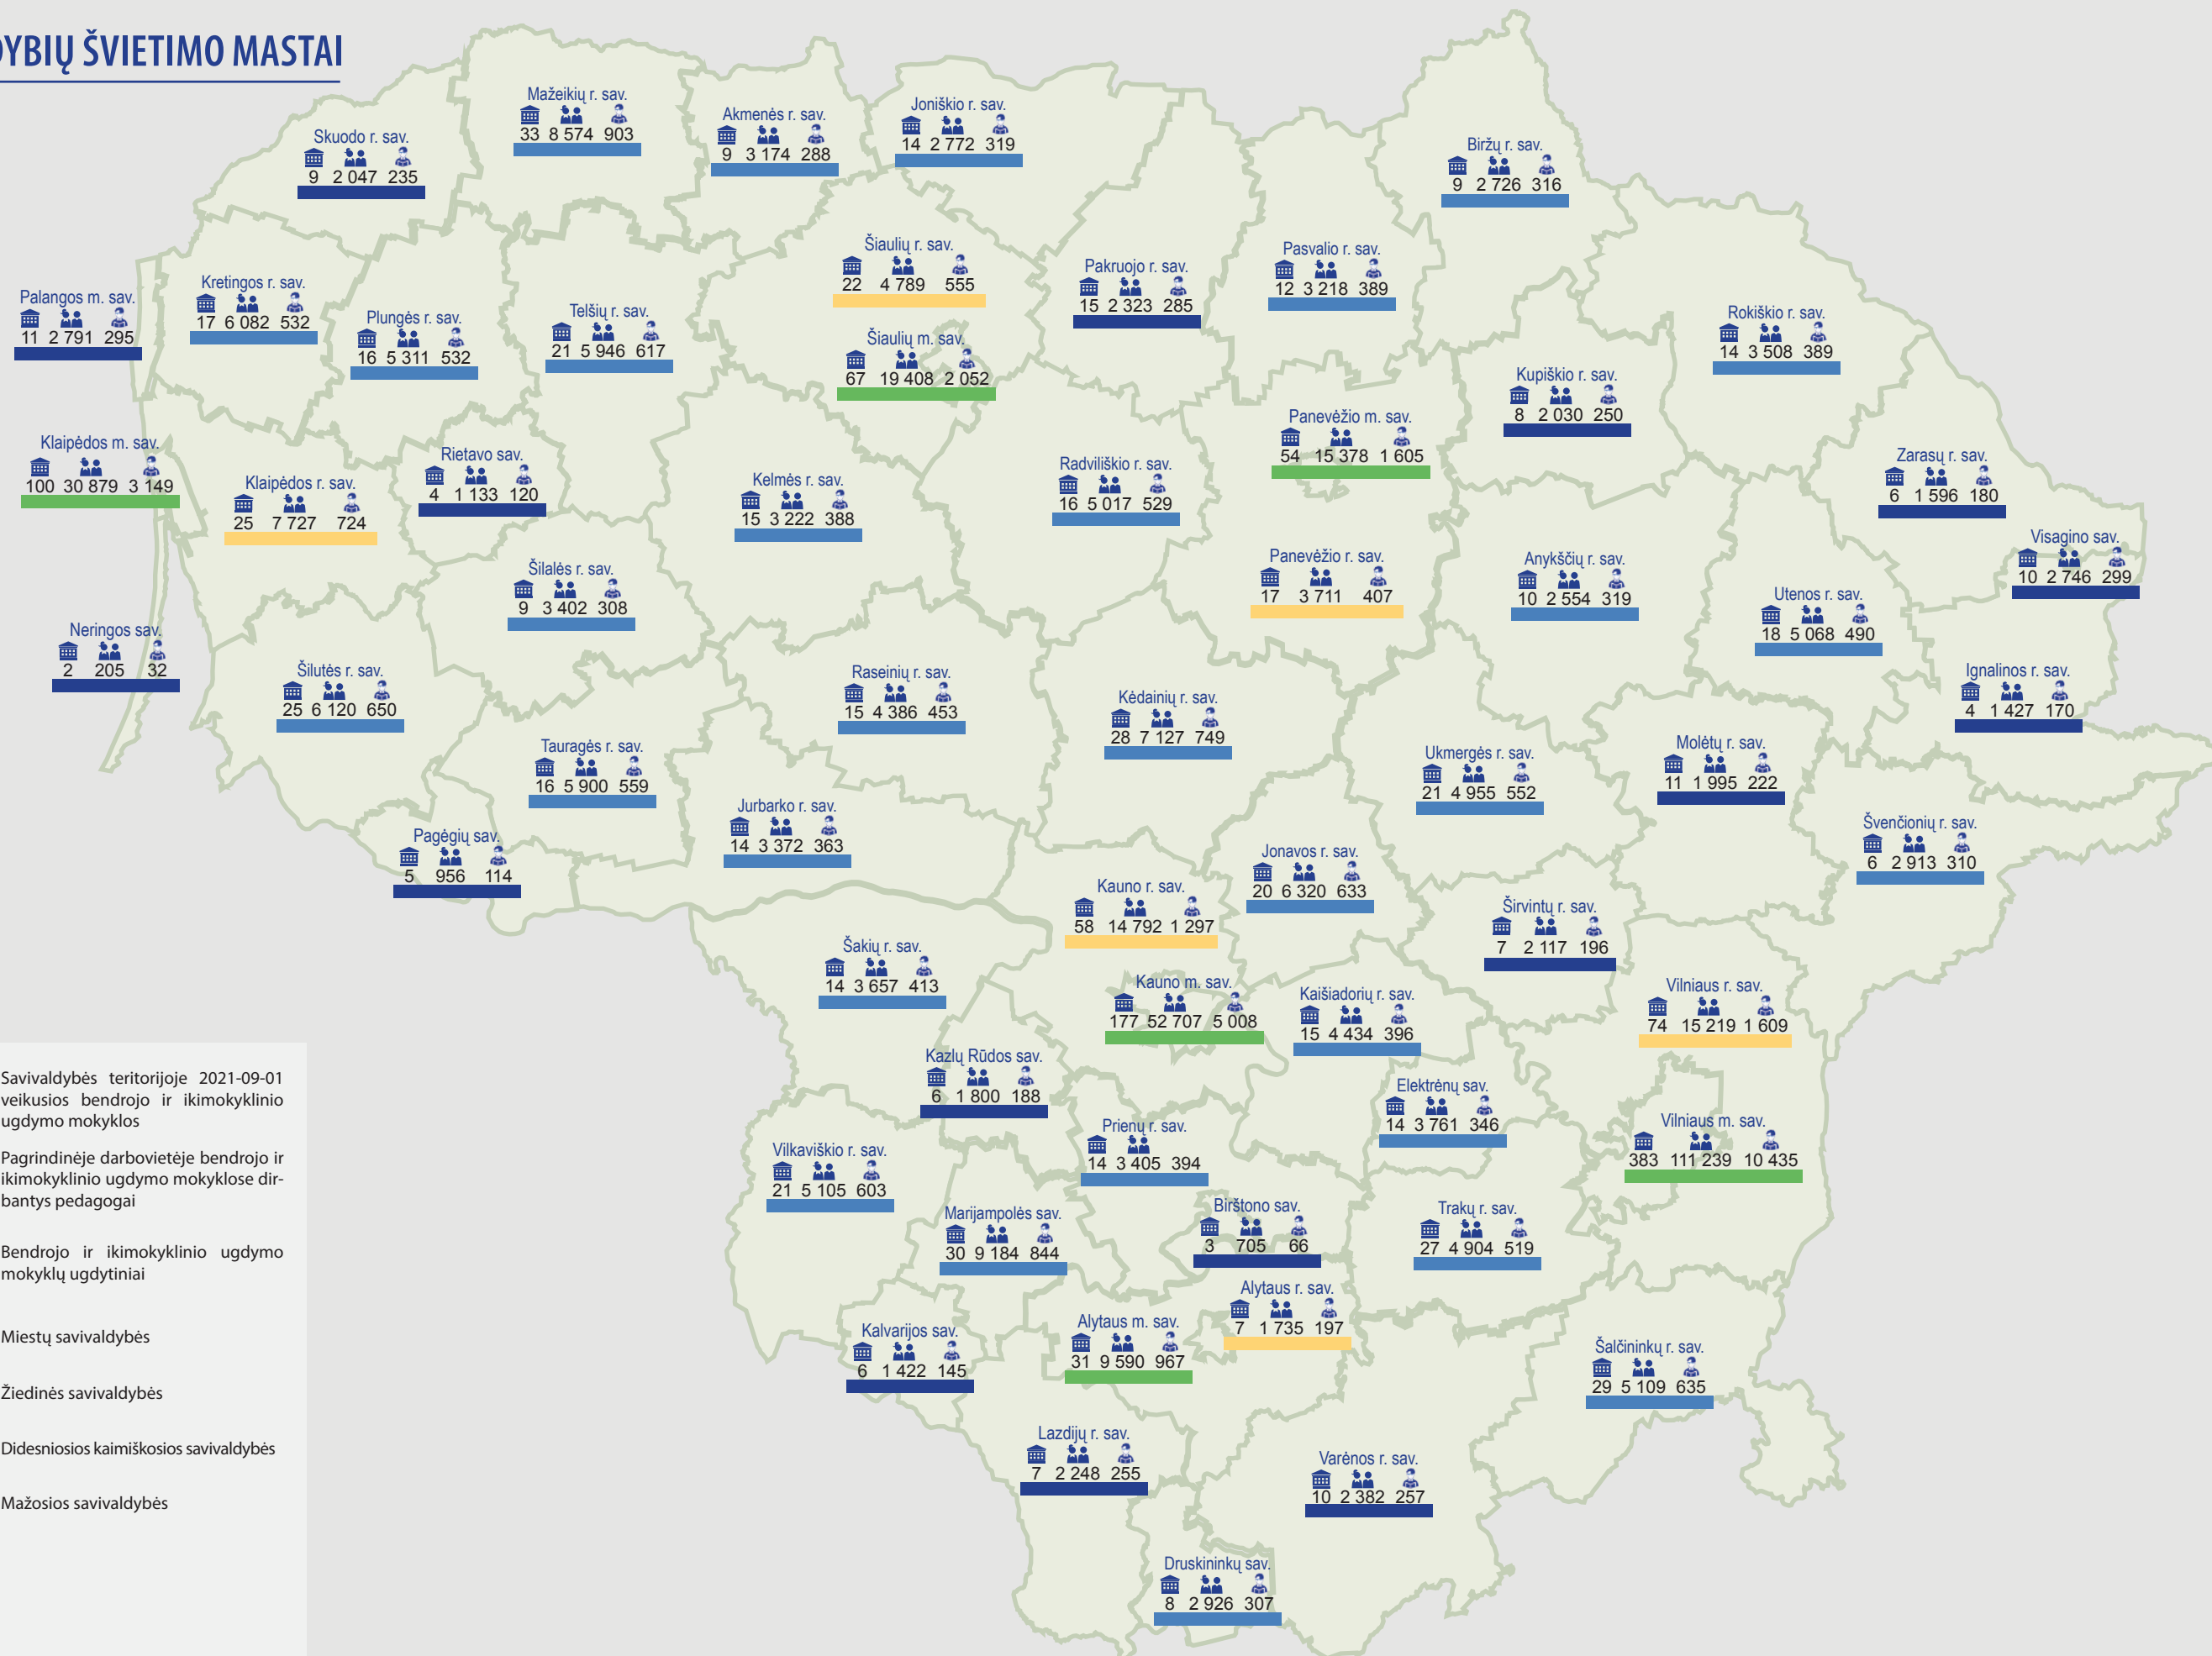 DYBIŲ ŠVIETIMO MASTAI
Mažeikių r. sav.
33 8 574 903
Akmenės r. sav.
9 3 174 288
Joniškio r. sav.
14 2 772 319
Skuodo r. sav.
9 2 047 235
Biržų r. sav.
9 2 726 316
Šiaulių r. sav.
22 4 789 555
Pasvalio r. sav.
12 3 218 389
Pakruojo r. sav.
15 2 323 285
Kretingos r. sav.
17 6 082 532
Palangos m. sav.
11 2 791 295
Plungės r. sav.
16 5 311 532
Telšių r. sav.
21 5 946 617
Rokiškio r. sav.
14 3 508 389
Šiaulių m. sav.
67 19 408 2 052
Kupiškio r. sav.
8 2 030 250
Panevėžio m. sav.
54 15 378 1 605
Klaipėdos m. sav.
100 30 879 3 149
Rietavo sav.
4 1 133 120
Zarasų r. sav.
6 1 596 180
Radviliškio r. sav.
16 5 017 529
Kelmės r. sav.
15 3 222 388
Klaipėdos r. sav.
25 7 727 724
Visagino sav.
10 2 746 299
Panevėžio r. sav.
17 3 711 407
Anykščių r. sav.
10 2 554 319
Šilalės r. sav.
9 3 402 308
Utenos r. sav.
18 5 068 490
Neringos sav.
2 205 32
Šilutės r. sav.
25 6 120 650
Raseinių r. sav.
15 4 386 453
Ignalinos r. sav.
4 1 427 170
Kėdainių r. sav.
28 7 127 749
Tauragės r. sav.
16 5 900 559
Ukmergės r. sav.
21 4 955 552
Molėtų r. sav.
11 1 995 222
Jurbarko r. sav.
14 3 372 363
Švenčionių r. sav.
6 2 913 310
Pagėgių sav.
5 956 114
Jonavos r. sav.
20 6 320 633
Kauno r. sav.
58 14 792 1 297
Širvintų r. sav.
7 2 117 196
Šakių r. sav.
14 3 657 413
Kauno m. sav.
177 52 707 5 008
Kaišiadorių r. sav.
15 4 434 396
Vilniaus r. sav.
74 15 219 1 609
Kazlų Rūdos sav.
6 1 800 188
Elektrėnų sav.
14 3 761 346
Prienų r. sav.
14 3 405 394
Vilniaus m. sav.
383 111 239 10 435
Vilkaviškio r. sav.
21 5 105 603
Marijampolės sav.
30 9 184 844
Birštono sav.
3 705 66
Trakų r. sav.
27 4 904 519
Alytaus r. sav.
7 1 735 197
Kalvarijos sav.
6 1 422 145
Alytaus m. sav.
31 9 590 967
Šalčininkų r. sav.
29 5 109 635
Lazdijų r. sav.
7 2 248 255
Varėnos r. sav.
10 2 382 257
Druskininkų sav.
8 2 926 307
Savivaldybės teritorijoje 2021-09-01
veikusios bendrojo ir ikimokyklinio
ugdymo mokyklos
Pagrindinėje darbovietėje bendrojo ir
ikimokyklinio ugdymo mokyklose dir-
bantys pedagogai
Bendrojo ir ikimokyklinio ugdymo
mokyklų ugdytiniai
Miestų savivaldybės
Žiedinės savivaldybės
Didesniosios kaimiškosios savivaldybės
Mažosios savivaldybės